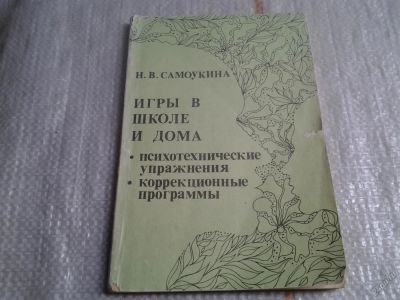 Н. В. САМОУКИНА
ИГРЫ В
ШКОЛЕ
И ДОМА
• психотехнические
упражнения
• коррекционные
программы